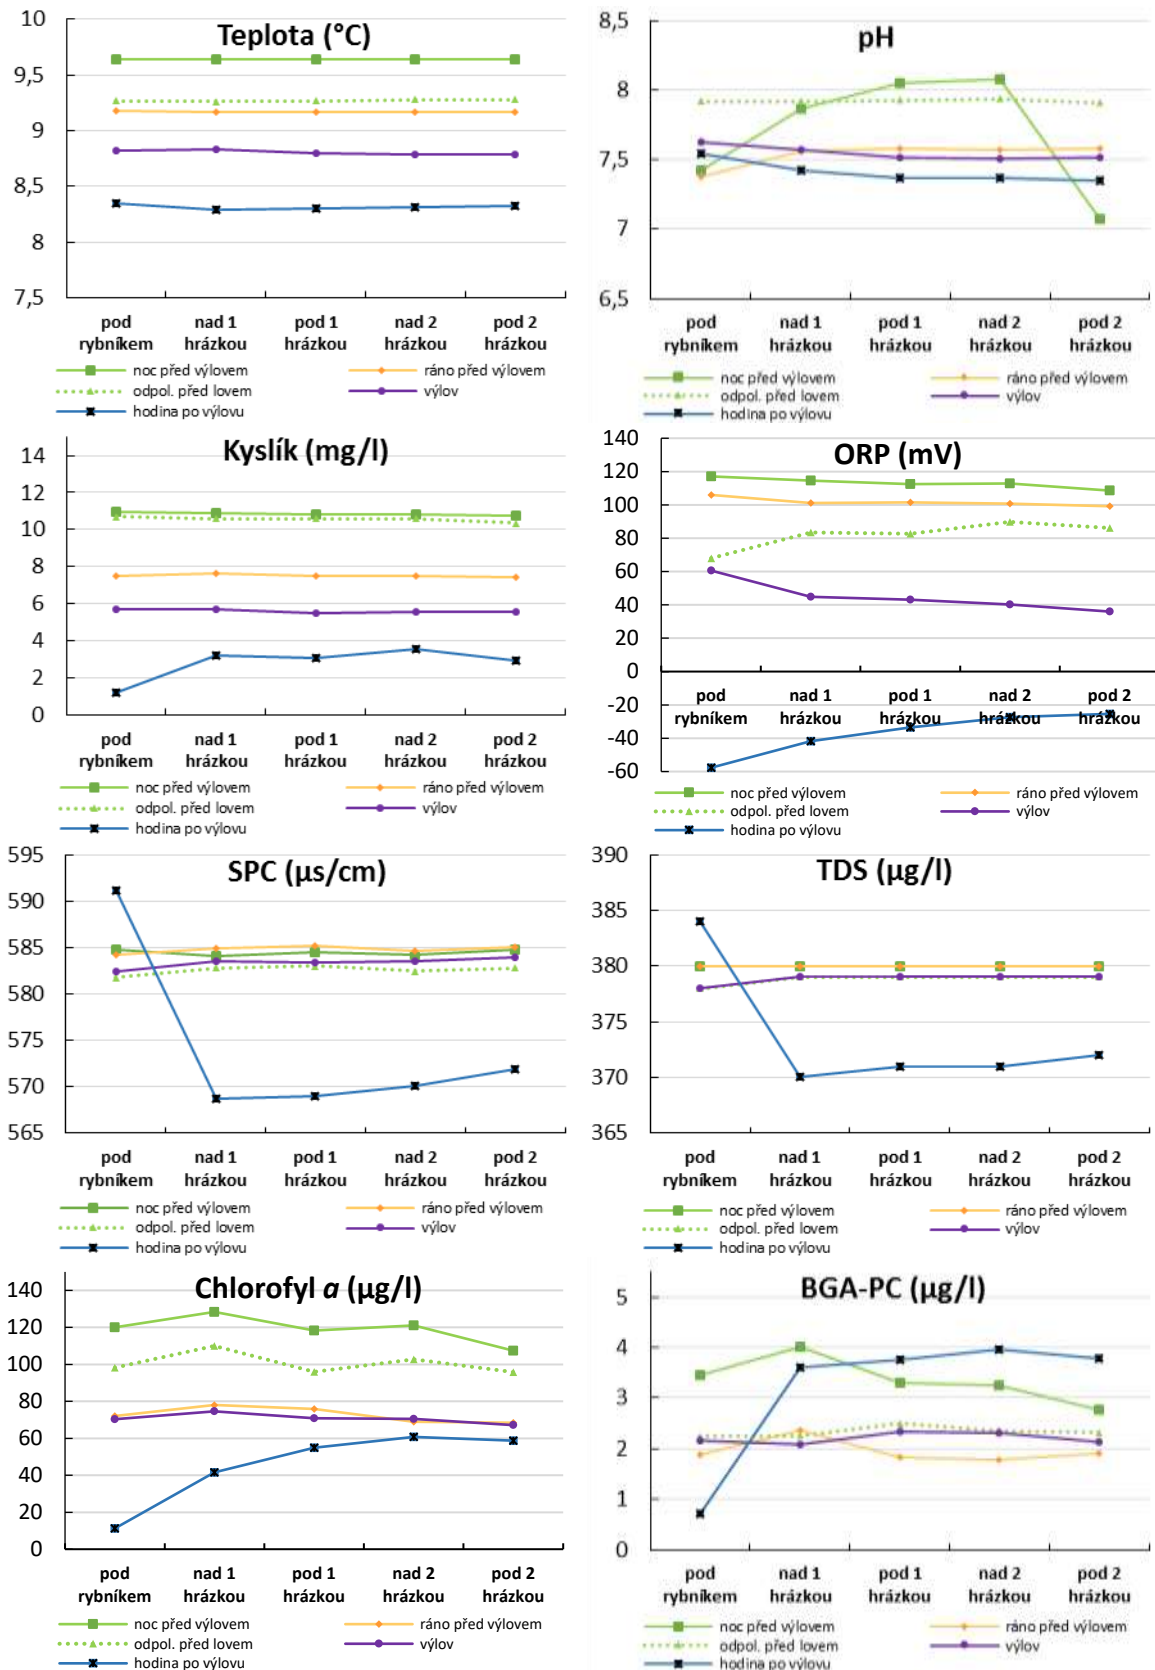 Teplota (°C)
10
9,5
9
8,5
8
7,5
pod rybníkem
nad 1 hrázkou
pod 1 hrázkou
nad 2 hrázkou
pod 2 hrázkou
noc před výlovem
ráno před výlovem
odpol. před lovem
výlov
hodina po výlovu
pH
8,5
8
7,5
7
6,5
pod rybníkem
nad 1 hrázkou
pod 1 hrázkou
nad 2 hrázkou
pod 2 hrázkou
noc před výlovem
ráno před výlovem
odpol. před lovem
výlov
hodina po výlovu
Kyslík (mg/l)
14
12
10
8
6
4
2
0
pod rybníkem
nad 1 hrázkou
pod 1 hrázkou
nad 2 hrázkou
pod 2 hrázkou
noc před výlovem
ráno před výlovem
odpol. před lovem
výlov
hodina po výlovu
ORP (mV)
140
120
100
80
60
40
20
0
-20
-40
-60
pod rybníkem
nad 1 hrázkou
pod 1 hrázkou
nad 2 hrázkou
pod 2 hrázkou
noc před výlovem
ráno před výlovem
odpol. před lovem
výlov
hodina po výlovu
SPC (µs/cm)
595
590
585
580
575
570
565
pod rybníkem
nad 1 hrázkou
pod 1 hrázkou
nad 2 hrázkou
pod 2 hrázkou
noc před výlovem
ráno před výlovem
odpol. před lovem
výlov
hodina po výlovu
TDS (µg/l)
390
385
380
375
370
365
pod rybníkem
nad 1 hrázkou
pod 1 hrázkou
nad 2 hrázkou
pod 2 hrázkou
noc před výlovem
ráno před výlovem
odpol. před lovem
výlov
hodina po výlovu
Chlorofyl a (µg/l)
140
120
100
80
60
40
20
0
pod rybníkem
nad 1 hrázkou
pod 1 hrázkou
nad 2 hrázkou
pod 2 hrázkou
noc před výlovem
ráno před výlovem
odpol. před lovem
výlov
hodina po výlovu
BGA-PC (µg/l)
5
4
3
2
1
0
pod rybníkem
nad 1 hrázkou
pod 1 hrázkou
nad 2 hrázkou
pod 2 hrázkou
noc před výlovem
ráno před výlovem
odpol. před lovem
výlov
hodina po výlovu